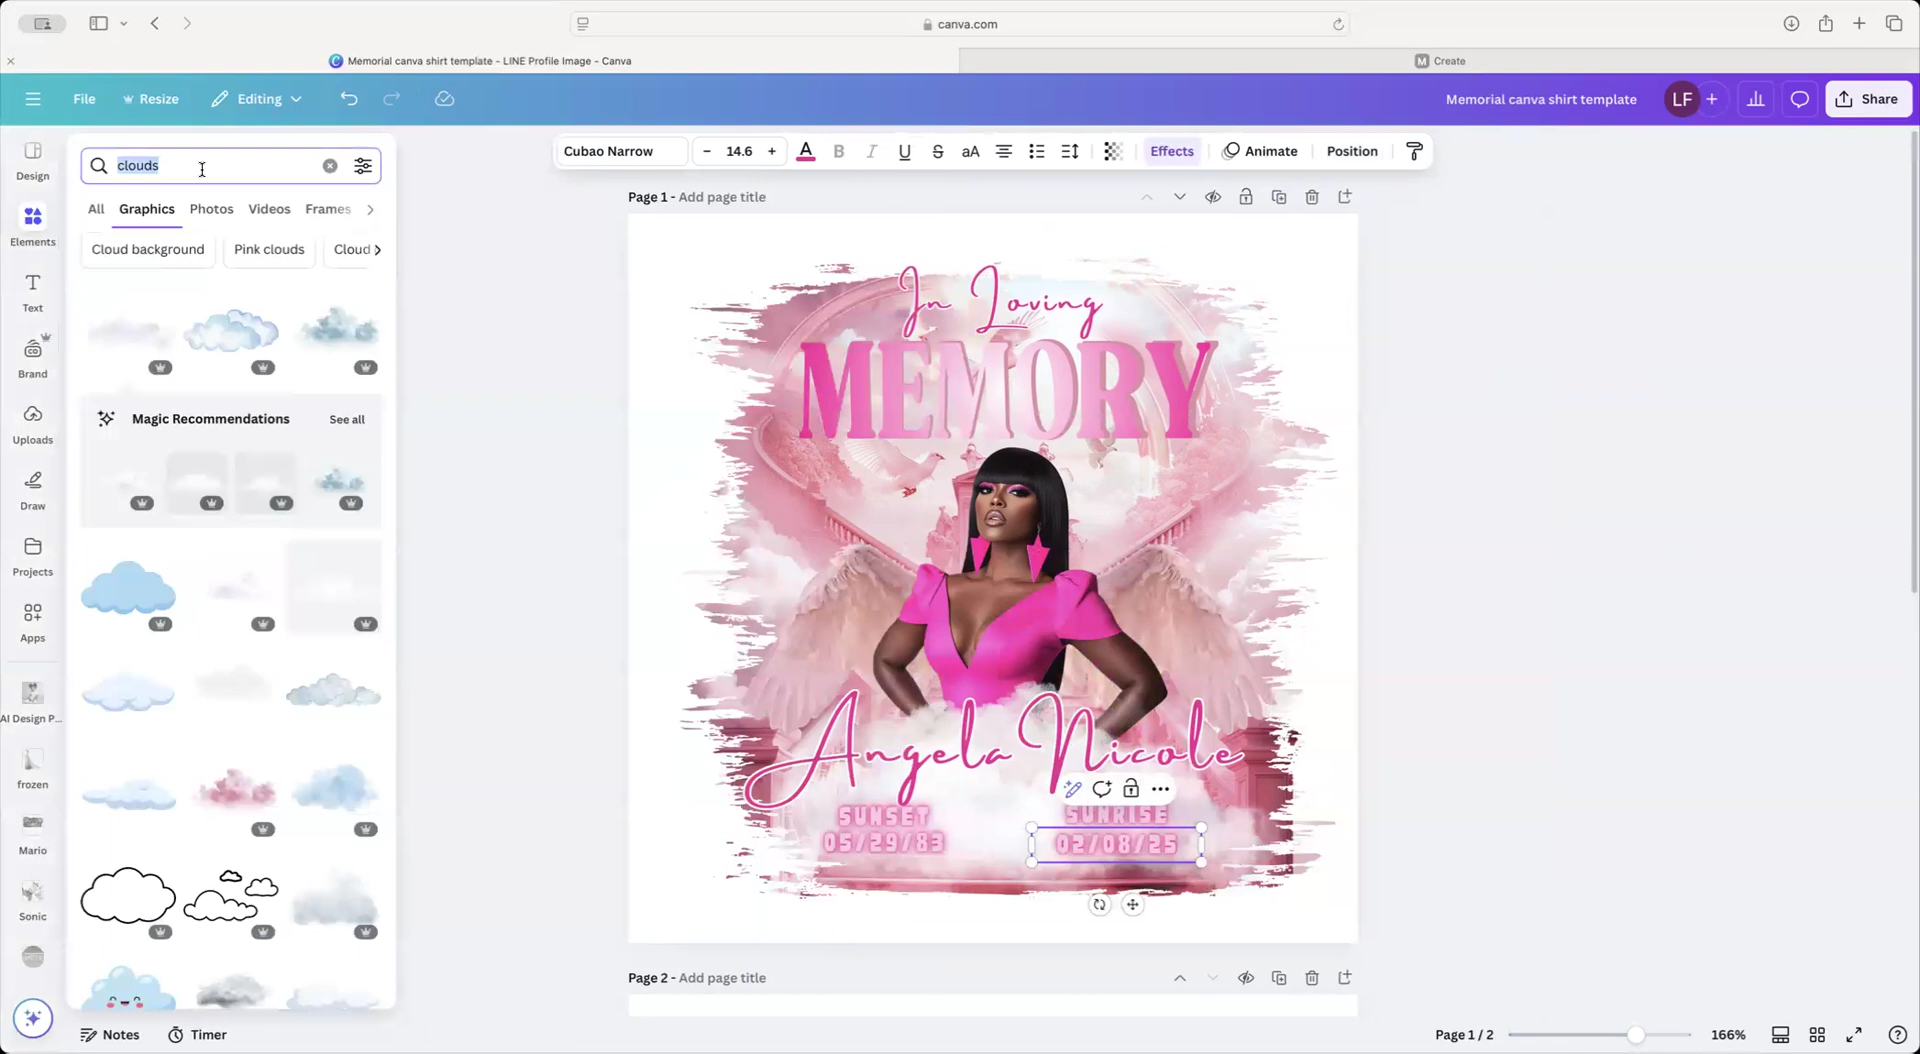 canva.com
Memorial canva shirt template - LINE Profile Image - Canva
M Create
File
Resize
Editing
Memorial canva shirt template
LF
Share
Design
Elements
Text
Brand
Uploads
Draw
Projects
Apps
AI Design P...
frozen
Mario
Sonic
clouds
All
Graphics
Photos
Videos
Frames
Cloud background
Pink clouds
Cloud
Magic Recommendations
See all
Cubao Narrow
14.6
A
B
I
U
S
aA
Effects
Animate
Position
Page 1 - Add page title
In Loving
MEMORY
Angela Nicole
SUNSET
05/29/83
SUNRISE
02/08/25
Page 2 - Add page title
Notes
Timer
Page 1 / 2
166%